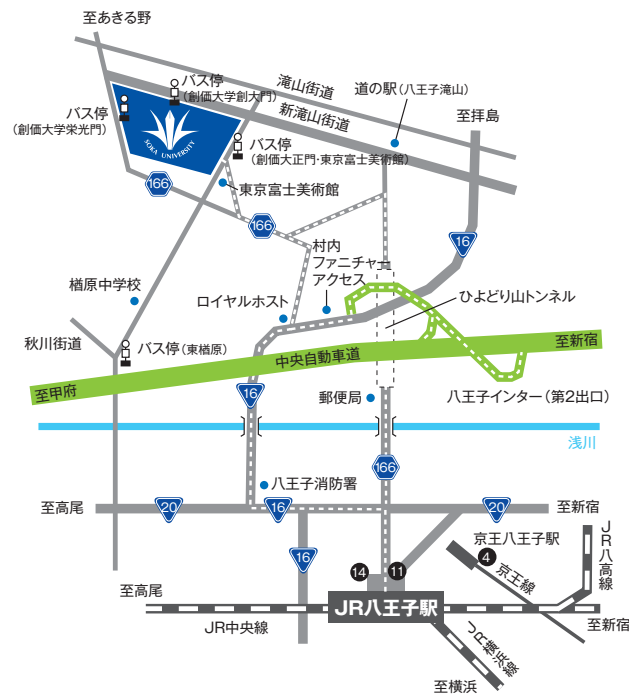 至あきる野
バス停
(創価大学創大門)
滝山街道
新滝山街道
道の駅(八王子滝山)
至拝島
バス停
(創価大学栄光門)
SOKA UNIVERSITY
バス停
(創価大正門・東京富士美術館)
166
東京富士美術館
166
16
村内
ファニチャー
アクセス
楢原中学校
ロイヤルホスト
ひよどり山トンネル
秋川街道
バス停(東楢原)
中央自動車道
至新宿
至甲府
16
郵便局
八王子インター(第2出口)
浅川
166
八王子消防署
至高尾
20
16
20
至新宿
16
京王八王子駅
4
JR八高線
京王線
14
11
至高尾
JR八王子駅
JR中央線
至新宿
JR横浜線
至横浜